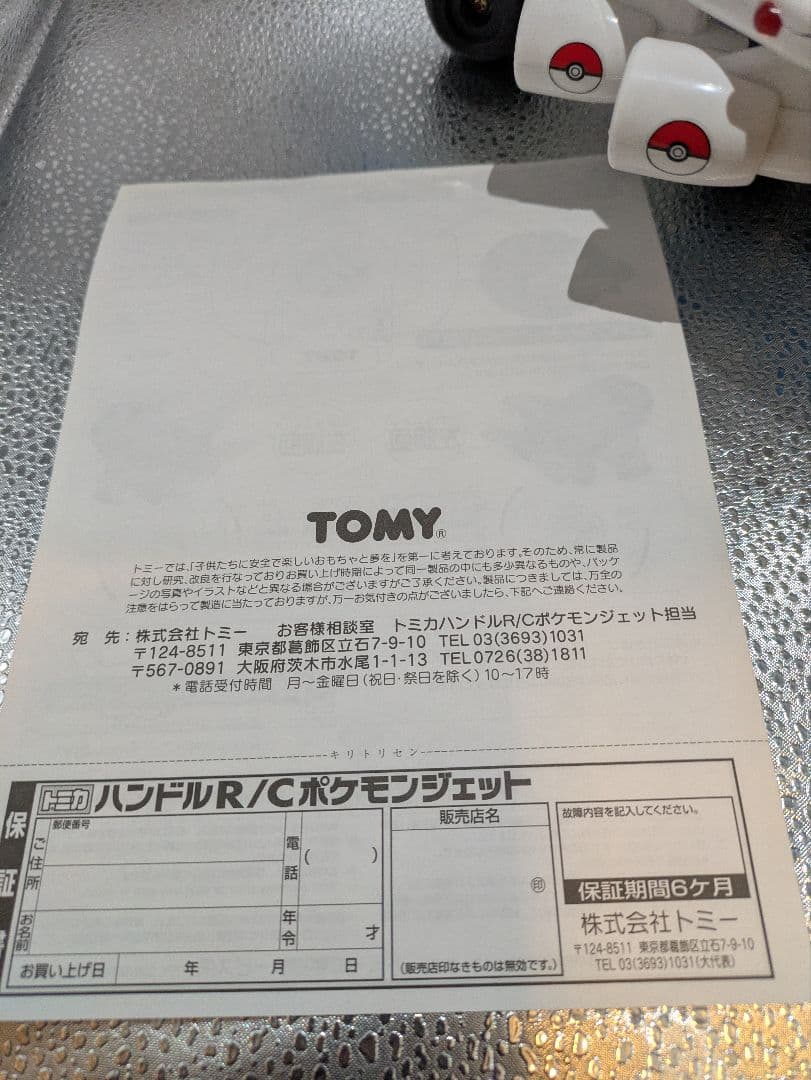 TOMY®
トミーでは、「子供たちに安全で楽しいおもちゃと夢を」を第一に考えております。そのため、常に製品
に対し研究、改良を行なっておりお買い上げ時期によって同一製品の中にも多少異なるものや、パッケ
ージの写真やイラストなどと異なる場合がございますがご了承ください。製品につきましては、万全の
注意をはらって製造に当たっておりますが、万一お気付きの点がございましたら、下記へご連絡ください。
宛 先：株式会社トミー お客様相談室 トミカハンドルR/Cポケモンジェット担当
〒124-8511 東京都葛飾区立石7-9-10 TEL 03(3693)1031
〒567-0891 大阪府茨木市水尾1-1-13 TEL 0726(38)1811
＊電話受付時間 月～金曜日(祝日・祭日を除く)10～17時
キリトリセン
保証書
トミカ ハンドルR/Cポケモンジェット
郵便番号
ご住所
電話 ( )
お名前
年令 才
お買い上げ日 年 月 日
販売店名
㊞
(販売店印なきものは無効です。)
故障内容を記入してください。
保証期間6ケ月
株式会社トミー
〒124-8511 東京都葛飾区立石7-9-10
TEL 03(3693)1031(大代表)